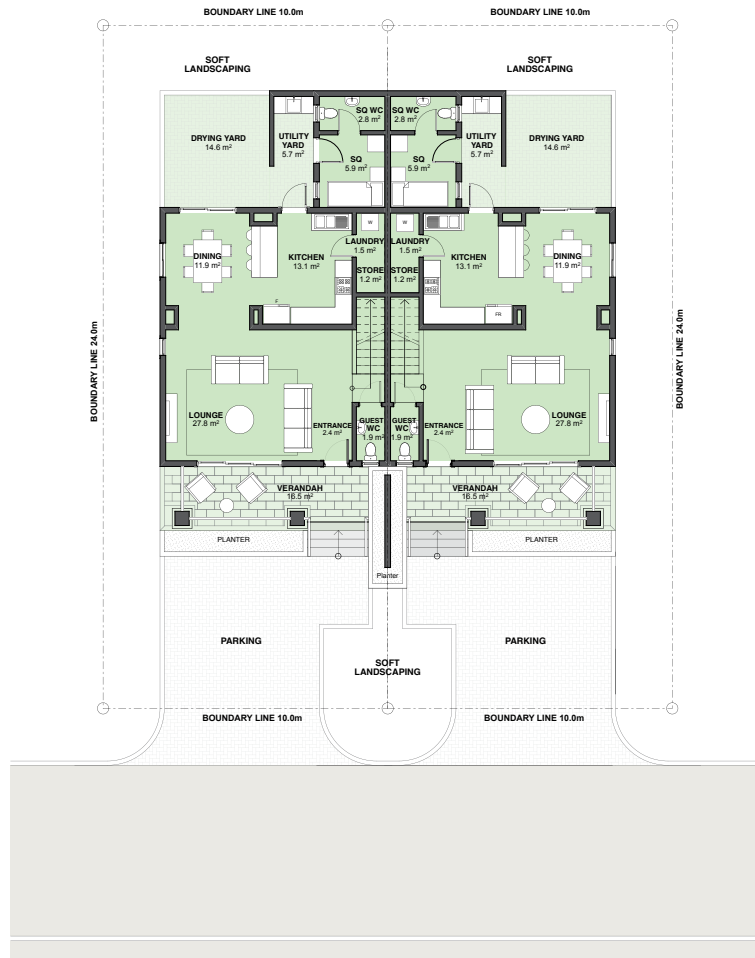 BOUNDARY LINE 10.0m
BOUNDARY LINE 10.0m
SOFT
LANDSCAPING
SOFT
LANDSCAPING
BOUNDARY LINE 24.0m
BOUNDARY LINE 24.0m
DRYING YARD
14.6 m²
UTILITY
YARD
5.7 m²
SQ WC
2.8 m²
SQ WC
2.8 m²
UTILITY
YARD
5.7 m²
DRYING YARD
14.6 m²
SQ
5.9 m²
SQ
5.9 m²
W
W
DINING
11.9 m²
KITCHEN
13.1 m²
LAUNDRY
1.5 m²
LAUNDRY
1.5 m²
KITCHEN
13.1 m²
DINING
11.9 m²
STORE
1.2 m²
STORE
1.2 m²
F
FR
LOUNGE
27.8 m²
ENTRANCE
2.4 m²
GUEST
WC
1.9 m²
GUEST
WC
1.9 m²
ENTRANCE
2.4 m²
LOUNGE
27.8 m²
VERANDAH
16.5 m²
VERANDAH
16.5 m²
PLANTER
PLANTER
Planter
PARKING
PARKING
SOFT
LANDSCAPING
BOUNDARY LINE 10.0m
BOUNDARY LINE 10.0m